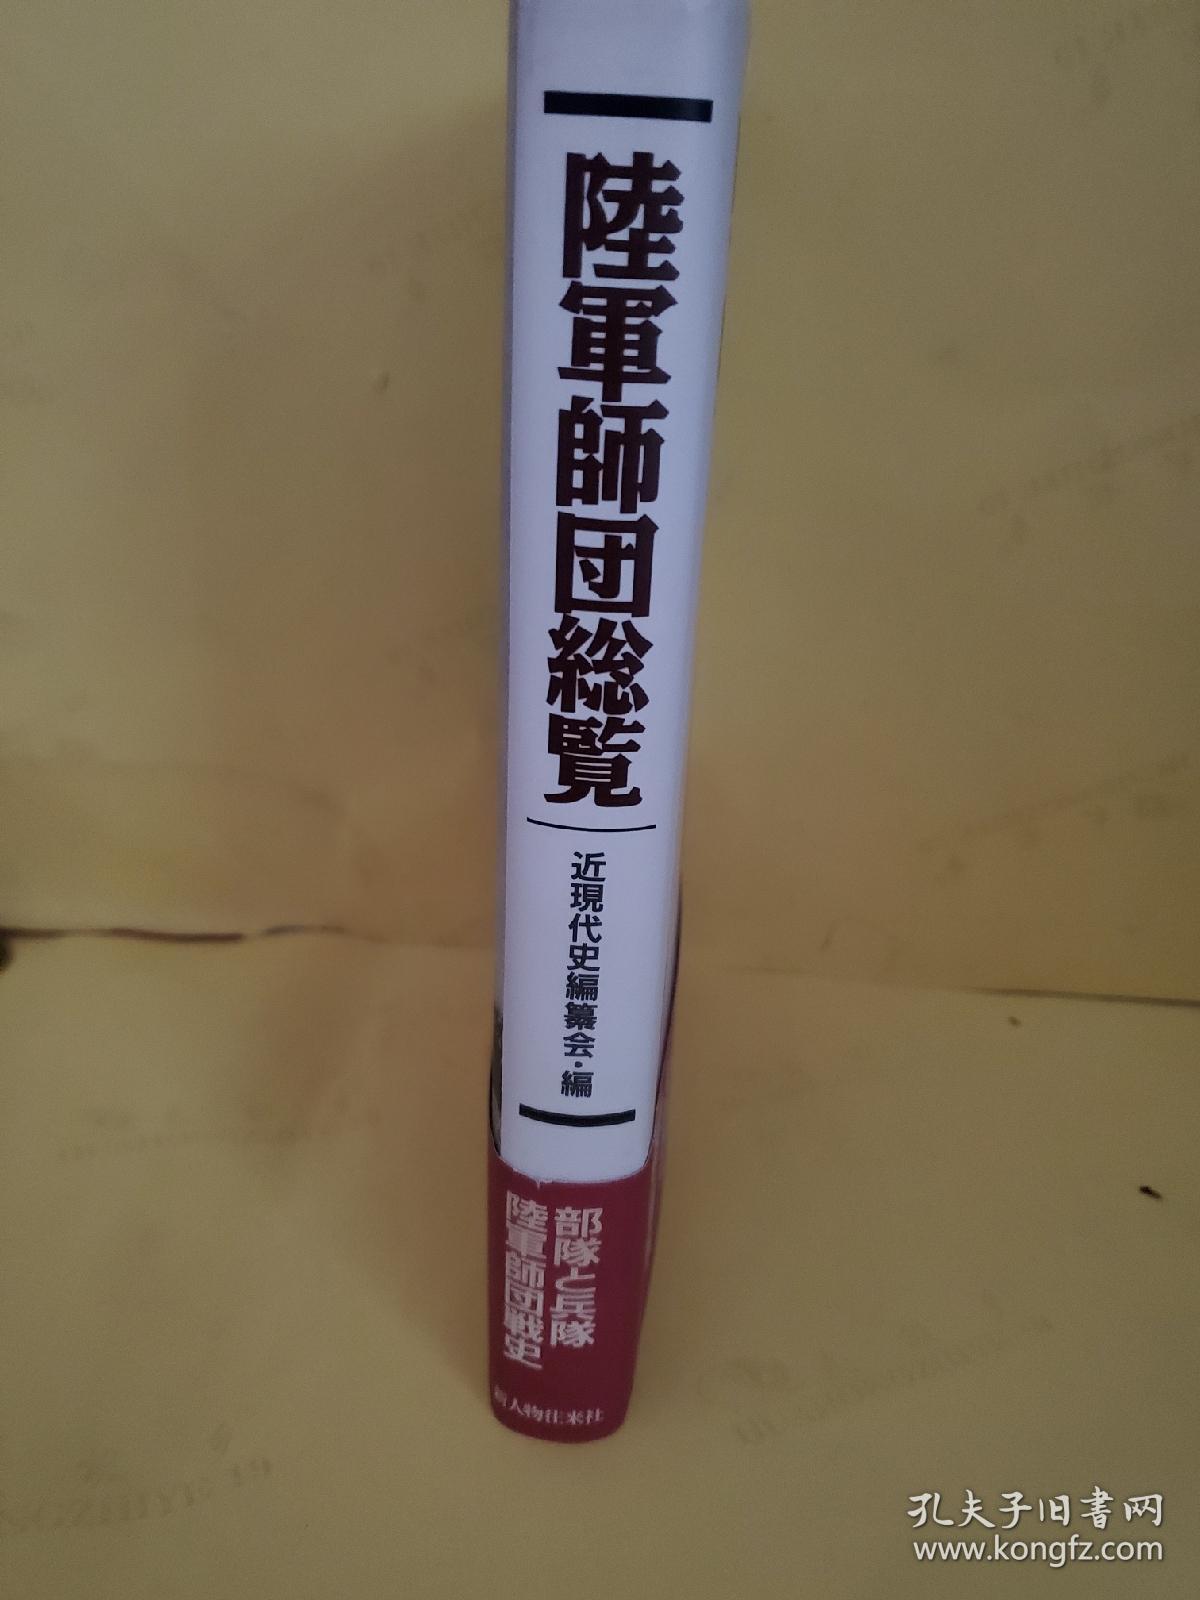 陸軍師団総覧
近現代史編纂会・編
部隊と兵隊
陸軍師団戦史
新人物往来社
孔夫子旧书网
www.kongfz.com